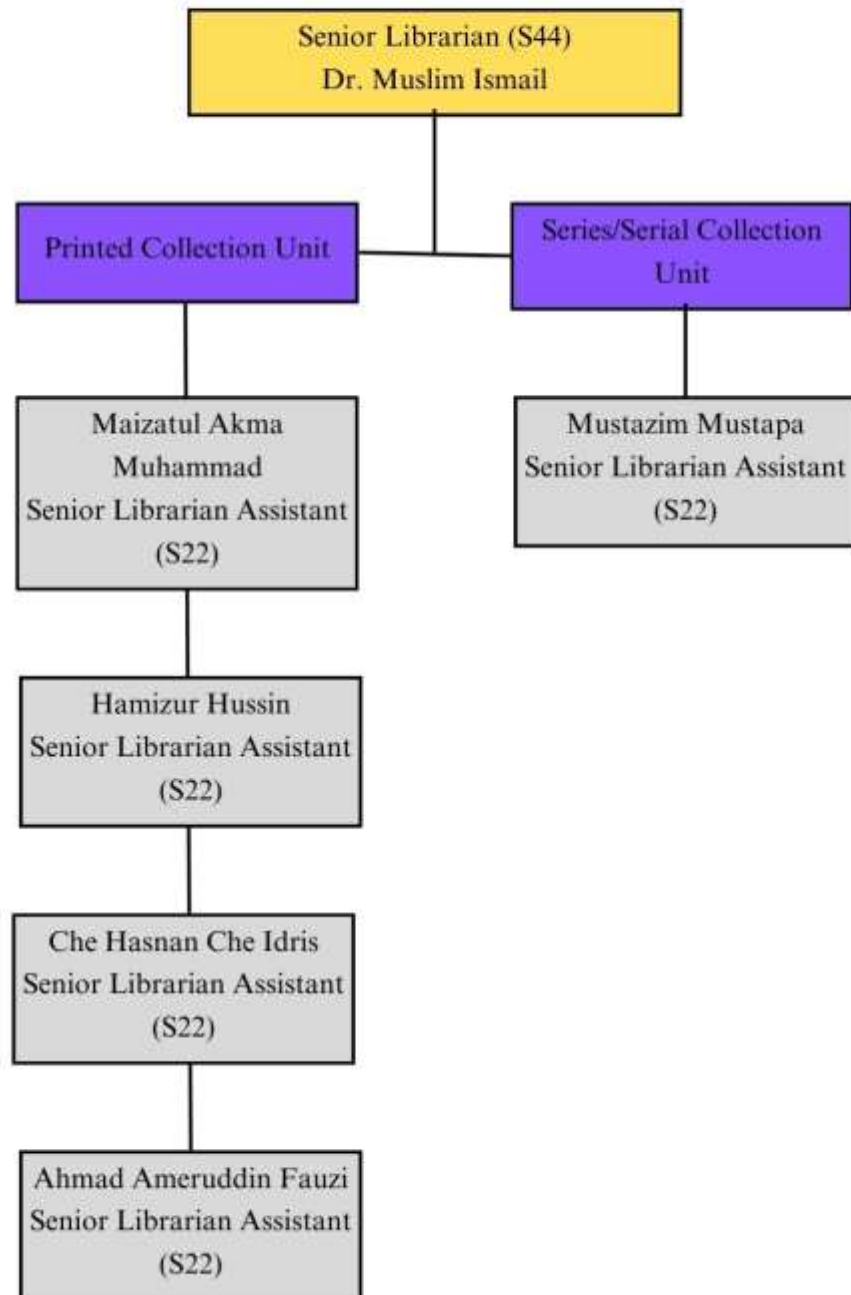 Senior Librarian (S44)
Dr. Muslim Ismail
Printed Collection Unit
Series/Serial Collection
Unit
Maizatul Akma
Muhammad
Senior Librarian Assistant
(S22)
Mustazim Mustapa
Senior Librarian Assistant
(S22)
Hamizur Hussin
Senior Librarian Assistant
(S22)
Che Hasnan Che Idris
Senior Librarian Assistant
(S22)
Ahmad Ameruddin Fauzi
Senior Librarian Assistant
(S22)